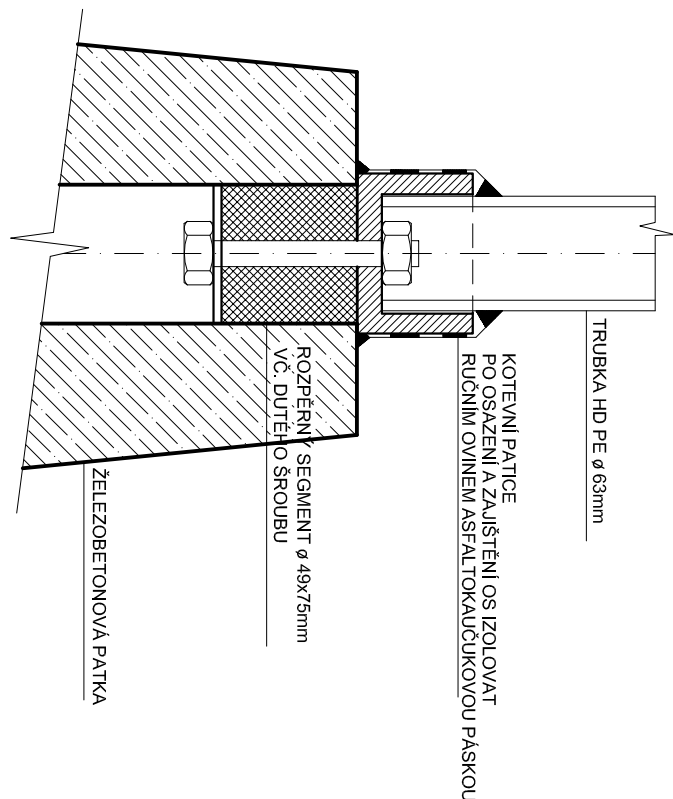 TRUBKA HD PE ø 63mm
KOTEVNÍ PATICE
PO OSAZENÍ A ZAJIŠTĚNÍ OS IZOLOVAT
RUČNÍM OVINEM ASFALTOKAUČUKOVOU PÁSKOU
ROZPĚRNÝ SEGMENT ø 49x75mm
VČ. DUTÉHO ŠROUBU
ŽELEZOBETONOVÁ PATKA